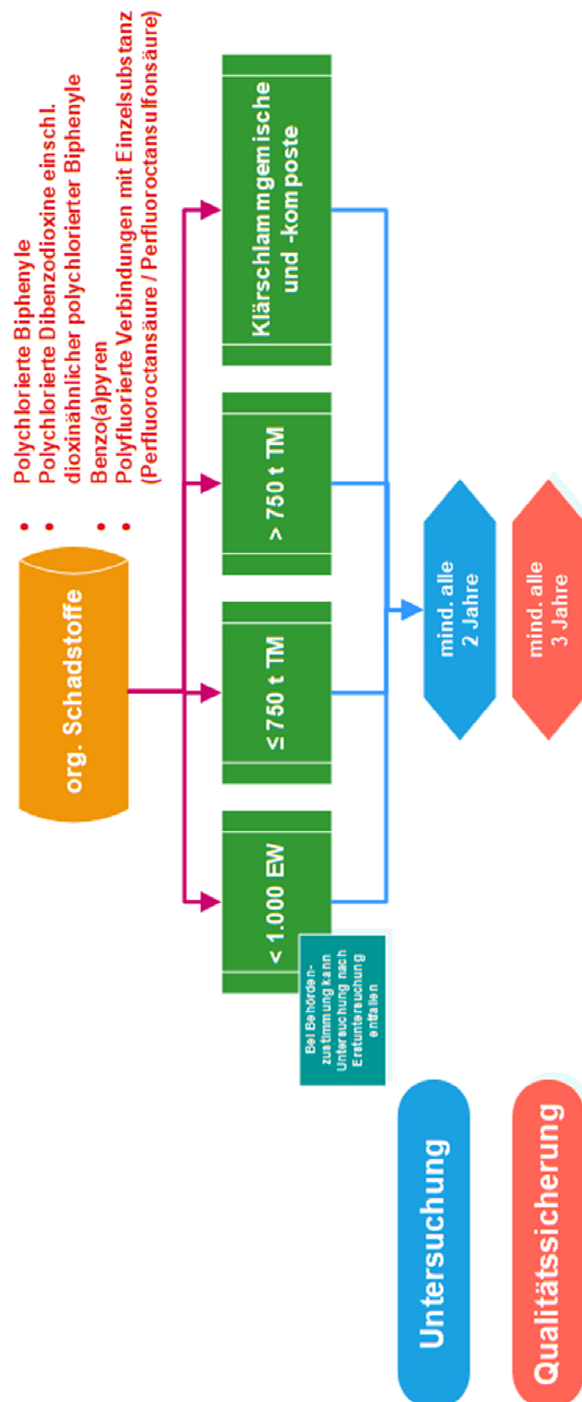 org. Schadstoffe
• Polychlorierte Biphenyle
• Polychlorierte Dibenzodioxine einschl.
dioxinähnlicher polychlorierter Biphenyle
• Benzo(a)pyren
• Polyfluorierte Verbindungen mit Einzelsubstanz
(Perfluoroctansäure / Perfluoroctansulfonsäure)
< 1.000 EW
≤ 750 t TM
> 750 t TM
Klärschlammgemische
und -komposte
Bei Behörden-
zustimmung kann
Untersuchung nach
Erstuntersuchung
entfallen
Untersuchung
mind. alle
2 Jahre
Qualitätssicherung
mind. alle
3 Jahre